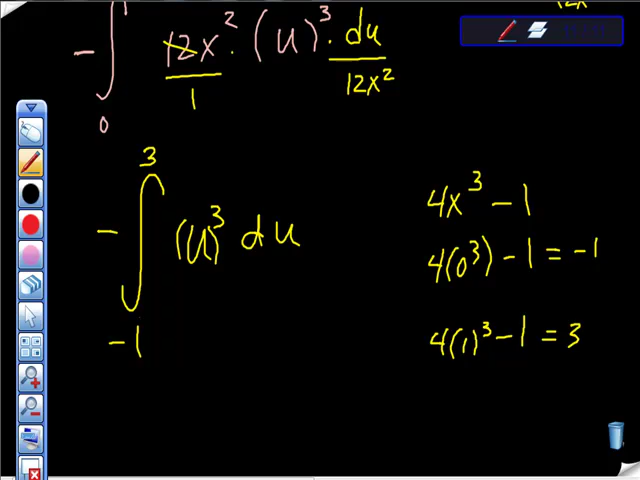 12x
- ∫ 0 12x² · (u)³ · du
1 12x²
- ∫ 3 -1 (u)³ du
4x³ - 1
4(0³) - 1 = -1
4(1)³ - 1 = 3